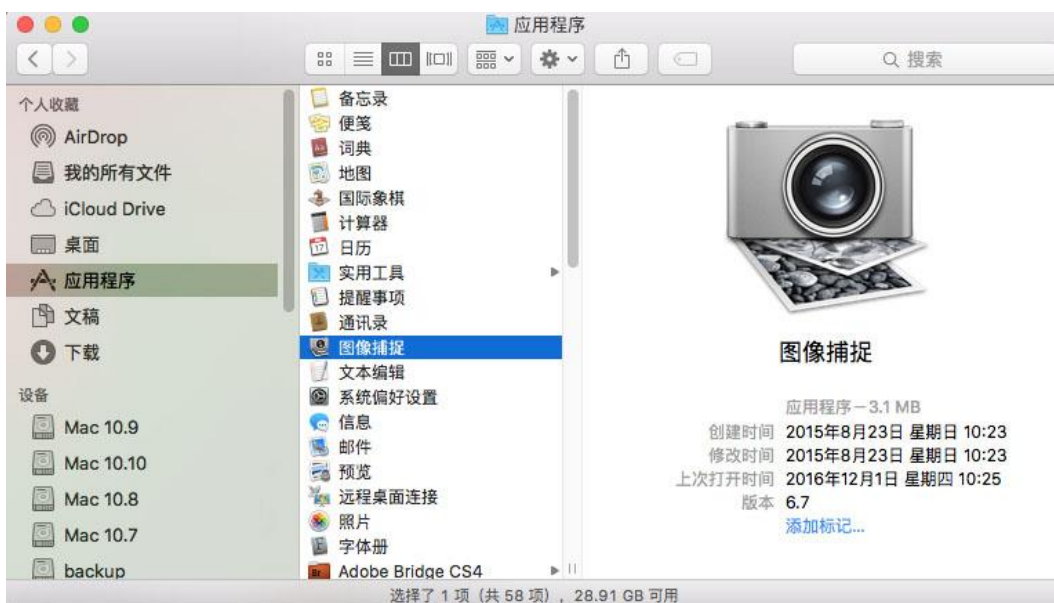 应用程序
搜索
个人收藏
AirDrop
我的所有文件
iCloud Drive
桌面
应用程序
文稿
下载
设备
Mac 10.9
Mac 10.10
Mac 10.8
Mac 10.7
backup
备忘录
便笺
词典
地图
国际象棋
计算器
17
日历
实用工具
提醒事项
通讯录
图像捕捉
文本编辑
系统偏好设置
信息
邮件
预览
远程桌面连接
照片
字体册
Br
Adobe Bridge CS4
图像捕捉
应用程序 – 3.1 MB
创建时间 2015年8月23日 星期日 10:23
修改时间 2015年8月23日 星期日 10:23
上次打开时间 2016年12月1日 星期四 10:25
版本 6.7
添加标记...
选择了 1 项（共 58 项）, 28.91 GB 可用